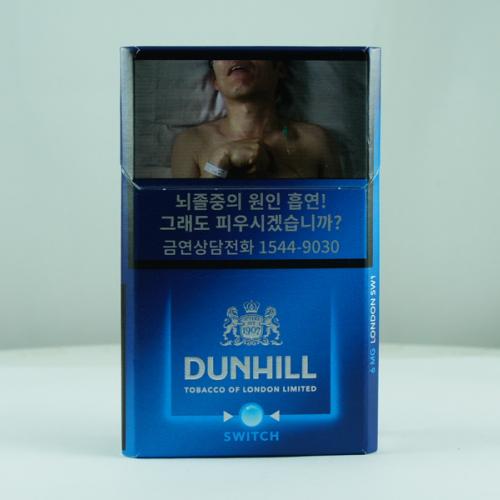 뇌졸중의 원인 흡연!
그래도 피우시겠습니까?
금연상담전화 1544-9030
1907
DUNHILL
TOBACCO OF LONDON LIMITED
SWITCH
6 MG LONDON SW1